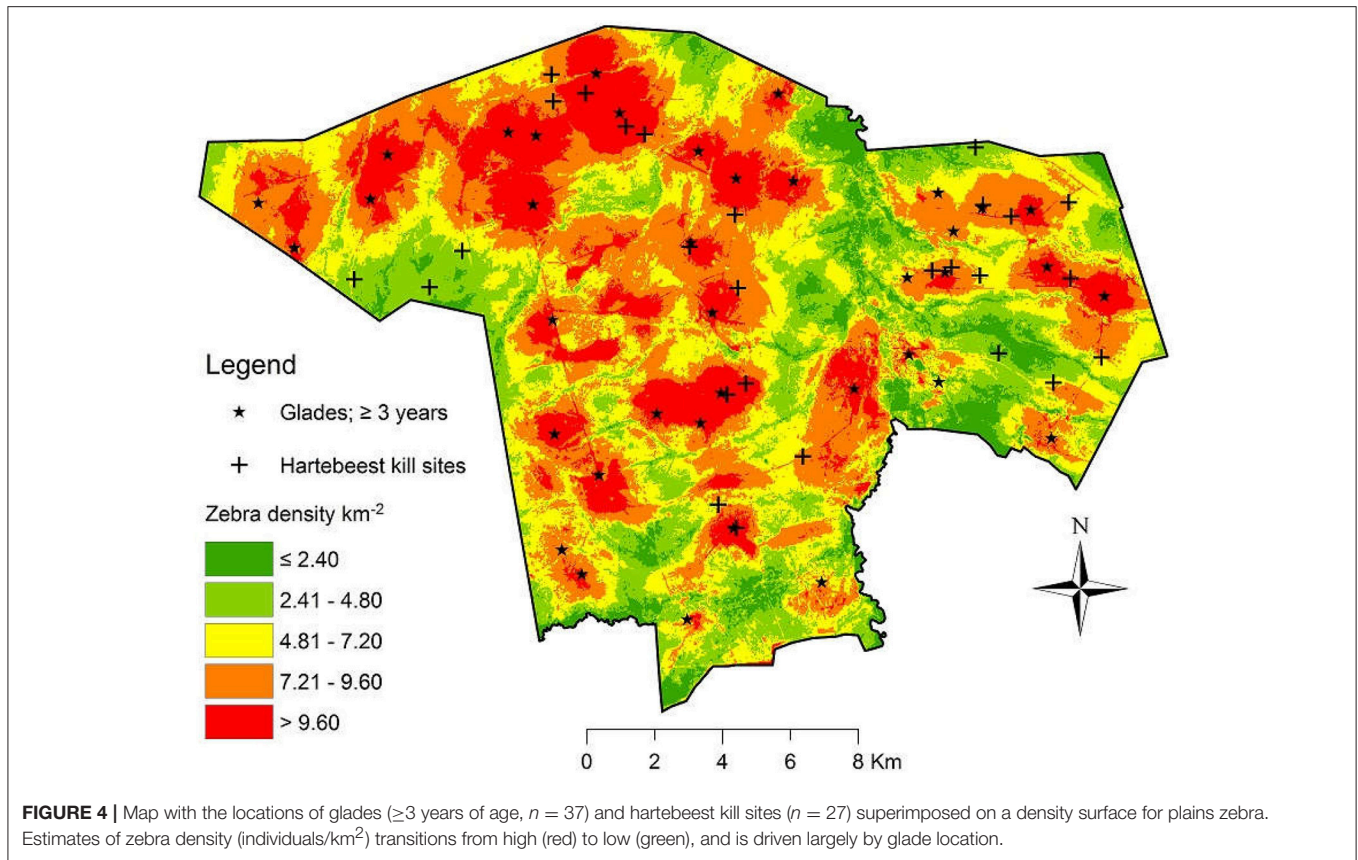 Legend
Glades; ≥ 3 years
Hartebeest kill sites
Zebra density km-2
≤ 2.40
2.41 - 4.80
4.81 - 7.20
7.21 - 9.60
> 9.60
N
0 2 4 6 8 Km
FIGURE 4 | Map with the locations of glades (≥3 years of age, n = 37) and hartebeest kill sites (n = 27) superimposed on a density surface for plains zebra.
Estimates of zebra density (individuals/km2) transitions from high (red) to low (green), and is driven largely by glade location.